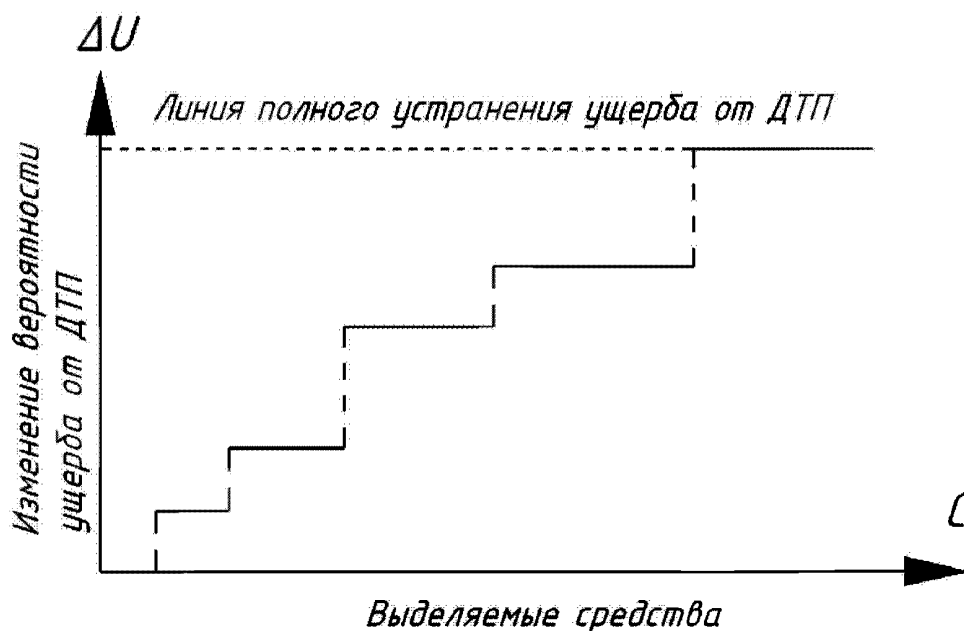 ΔU
Линия полного устранения ущерба от ДТП
Изменение вероятности
ущерба от ДТП
C
Выделяемые средства